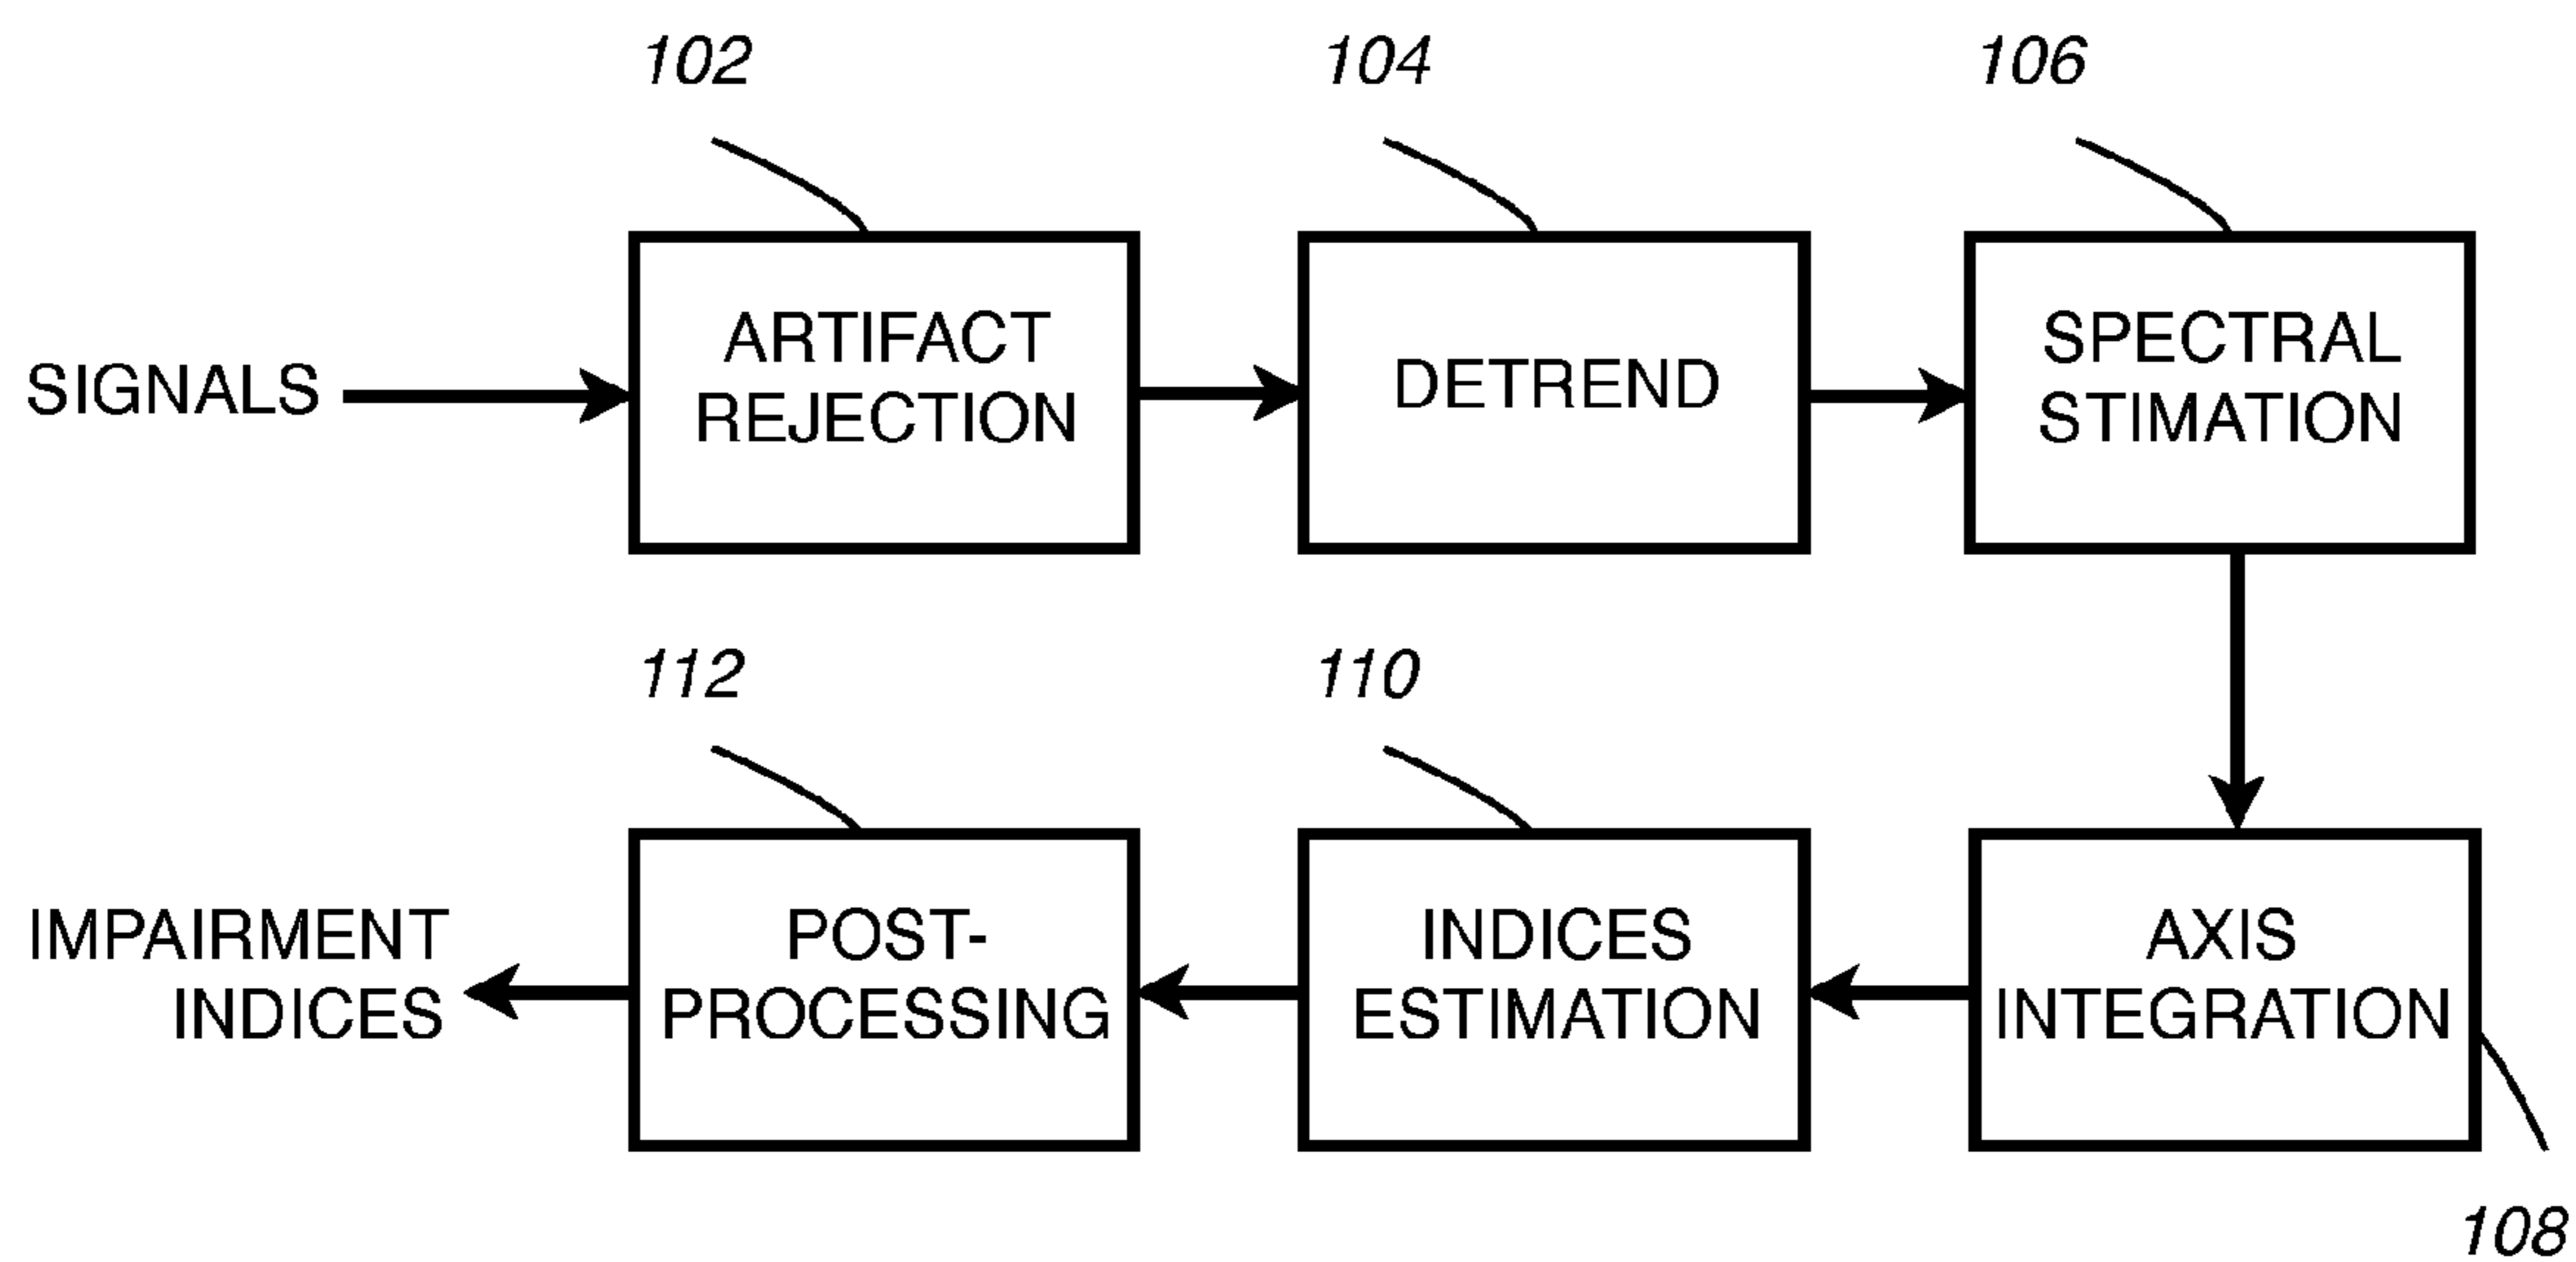 102
104
106
SIGNALS
ARTIFACT
REJECTION
DETREND
SPECTRAL
STIMATION
112
110
IMPAIRMENT
INDICES
POST-
PROCESSING
INDICES
ESTIMATION
AXIS
INTEGRATION
108